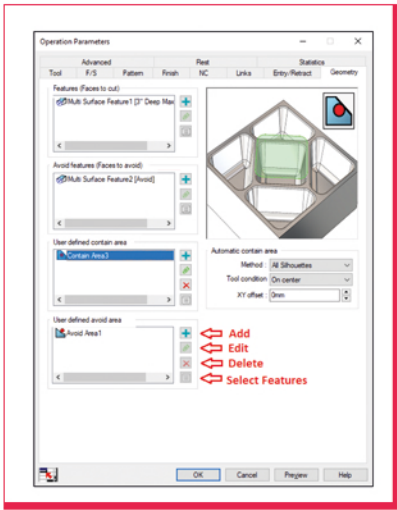 Operation Parameters
Advanced Rest Statistics
Tool F/S Pattern Finish NC Links Entry/Retract Geometry
Features (Faces to cut)
Multi Surface Feature1 [3" Deep Max
Avoid features (Faces to avoid)
Multi Surface Feature2 [Avoid]
User defined contain area
Contain Area3
Automatic contain area
Method : All Silhouettes
Tool condition : On center
XY offset : 0mm
User defined avoid area
Avoid Area1
Add
Edit
Delete
Select Features
OK Cancel Preview Help